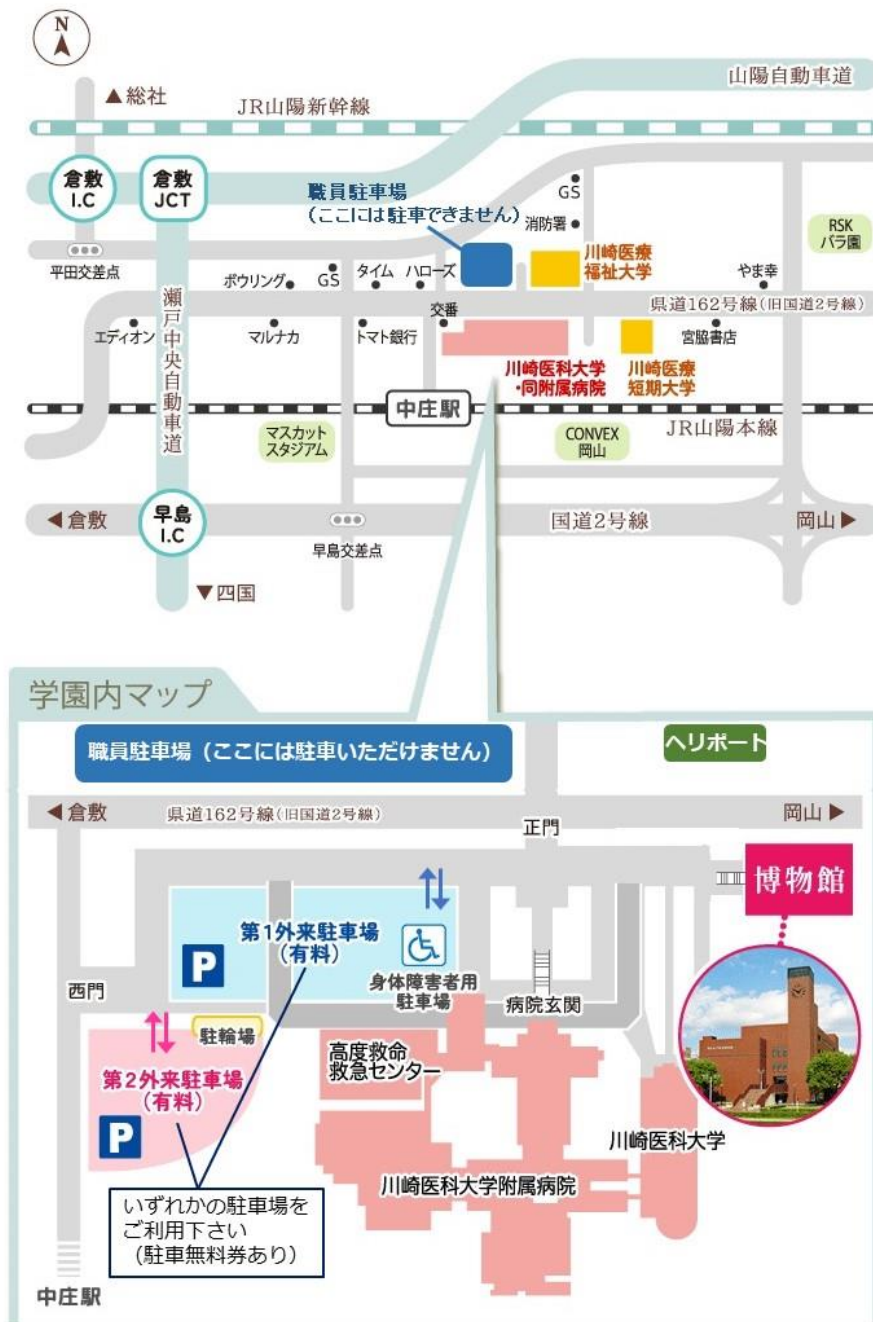 N
▲総社
山陽自動車道
JR山陽新幹線
倉敷
I.C
倉敷
JCT
職員駐車場
(ここには駐車できません)
GS
消防署
川崎医療
福祉大学
RSK
バラ園
平田交差点
ボウリング
GS
タイム
ハローズ
やま幸
瀬戸中央自動車道
県道162号線(旧国道2号線)
エディオン
マルナカ
トマト銀行
交番
宮脇書店
川崎医科大学
・同附属病院
川崎医療
短期大学
中庄駅
JR山陽本線
マスカット
スタジアム
CONVEX
岡山
◀倉敷
早島
I.C
国道2号線
岡山▶
早島交差点
▼四国
学園内マップ
職員駐車場（ここには駐車いただけません）
ヘリポート
◀倉敷
県道162号線(旧国道2号線)
岡山▶
正門
博物館
第1外来駐車場
(有料)
P
身体障害者用
駐車場
西門
病院玄関
駐輪場
高度救命
救急センター
第2外来駐車場
(有料)
P
川崎医科大学
川崎医科大学附属病院
いずれかの駐車場を
ご利用下さい
（駐車無料券あり）
中庄駅